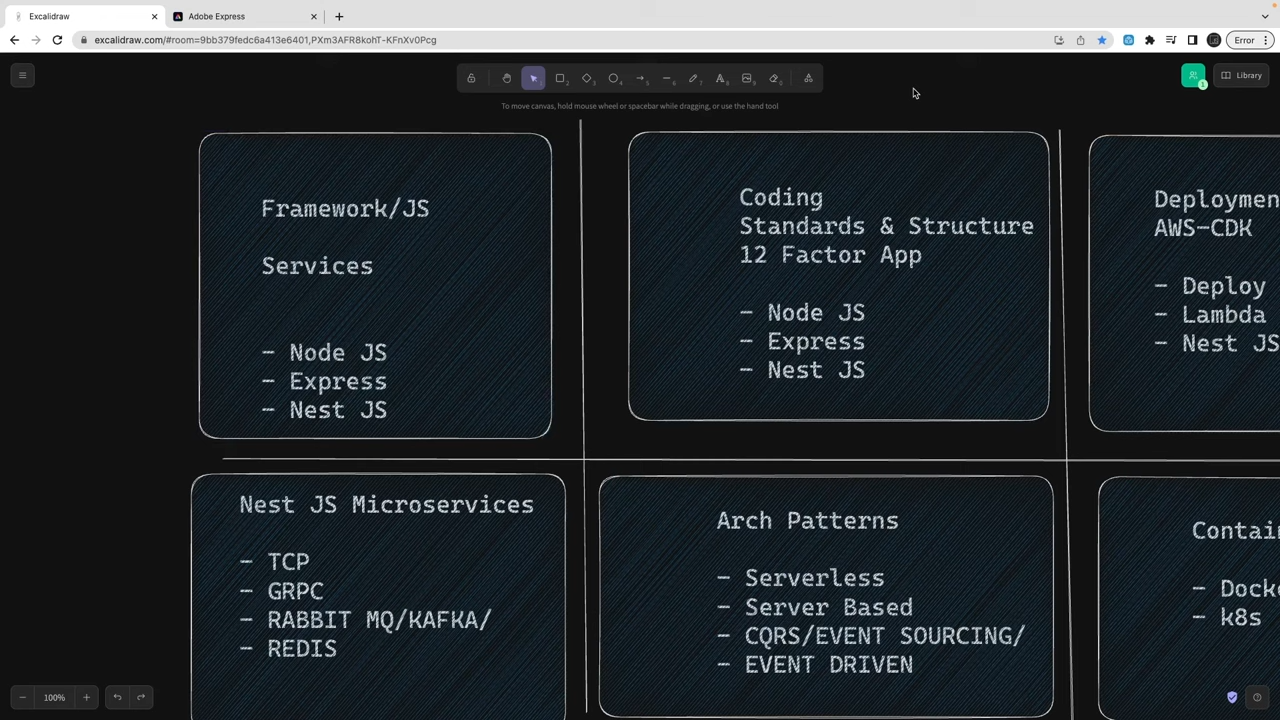 Excalidraw
Adobe Express
excalidraw.com/#room=9bb379fedc6a413e6401,PXm3AFR8kohT-KFnXv0Pcg
Error
Library
To move canvas, hold mouse wheel or spacebar while dragging, or use the hand tool
Framework/JS
Services
- Node JS
- Express
- Nest JS
Coding
Standards & Structure
12 Factor App
- Node JS
- Express
- Nest JS
Deploymen
AWS-CDK
- Deploy
- Lambda
- Nest JS
Nest JS Microservices
- TCP
- GRPC
- RABBIT MQ/KAFKA/
- REDIS
Arch Patterns
- Serverless
- Server Based
- CQRS/EVENT SOURCING/
- EVENT DRIVEN
Contain
- Docke
- k8s
100%